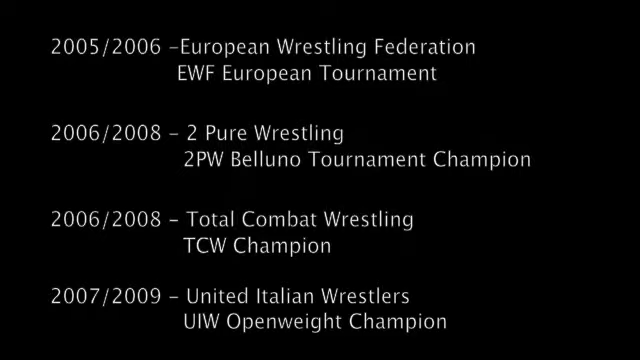 2005/2006 –European Wrestling Federation
EWF European Tournament
2006/2008 – 2 Pure Wrestling
2PW Belluno Tournament Champion
2006/2008 – Total Combat Wrestling
TCW Champion
2007/2009 – United Italian Wrestlers
UIW Openweight Champion